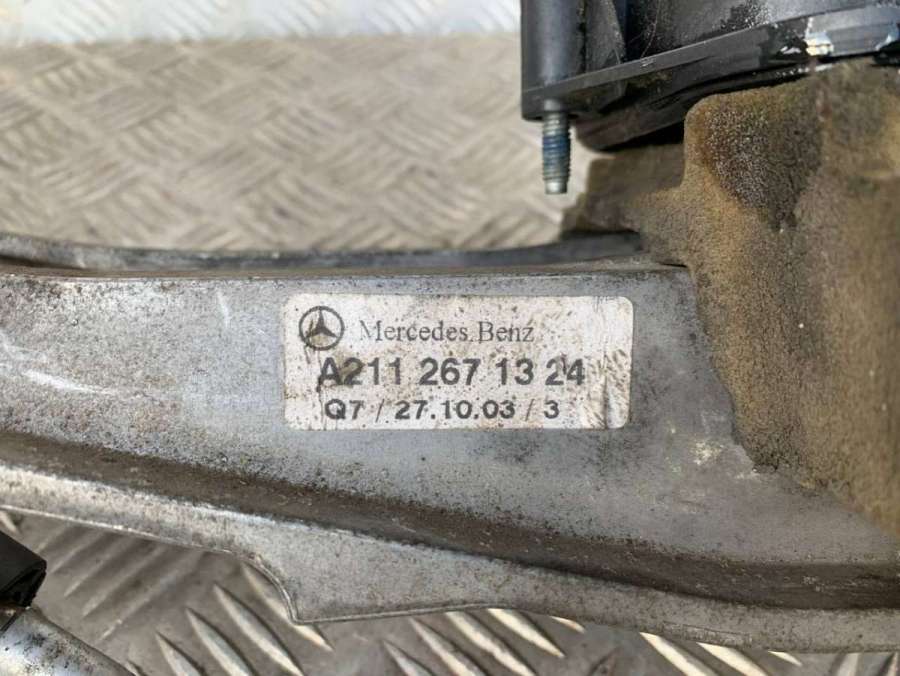 Mercedes.Benz
A211 267 13 24
Q7 / 27.10.03 / 3